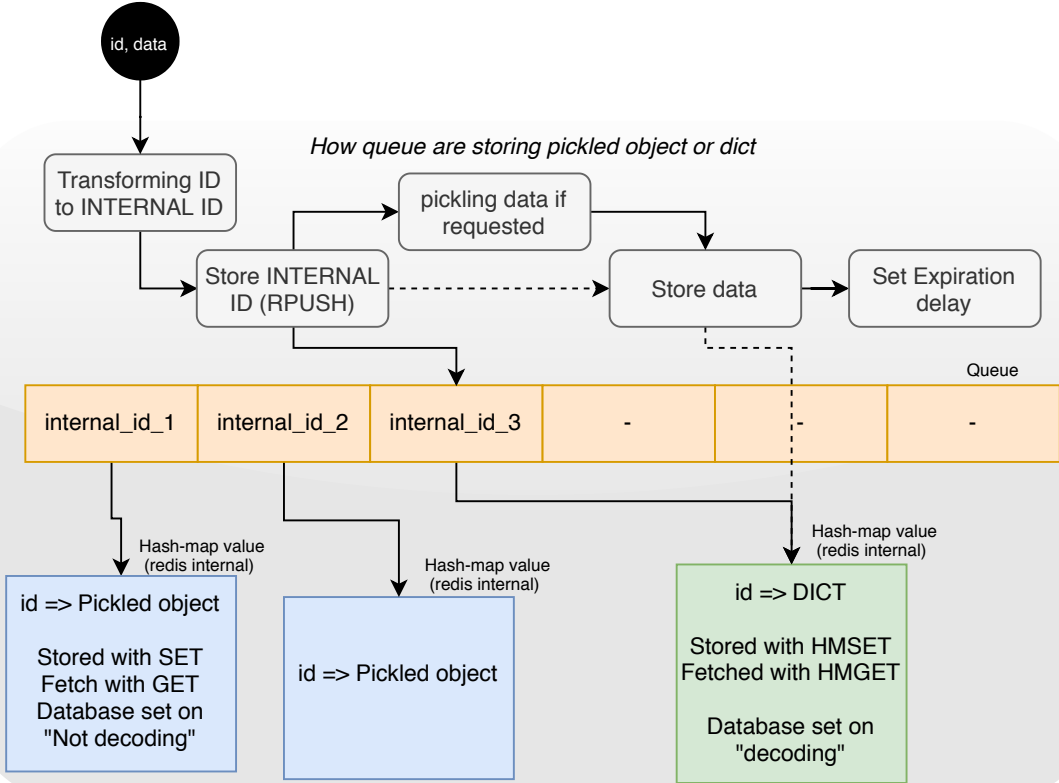 id, data
How queue are storing pickled object or dict
Transforming ID
to INTERNAL ID
pickling data if
requested
Store INTERNAL
ID (RPUSH)
Store data
Set Expiration
delay
Queue
internal_id_1
internal_id_2
internal_id_3
-
-
-
Hash-map value
(redis internal)
Hash-map value
(redis internal)
Hash-map value
(redis internal)
id => Pickled object
Stored with SET
Fetch with GET
Database set on
"Not decoding"
id => Pickled object
id => DICT
Stored with HMSET
Fetched with HMGET
Database set on
"decoding"